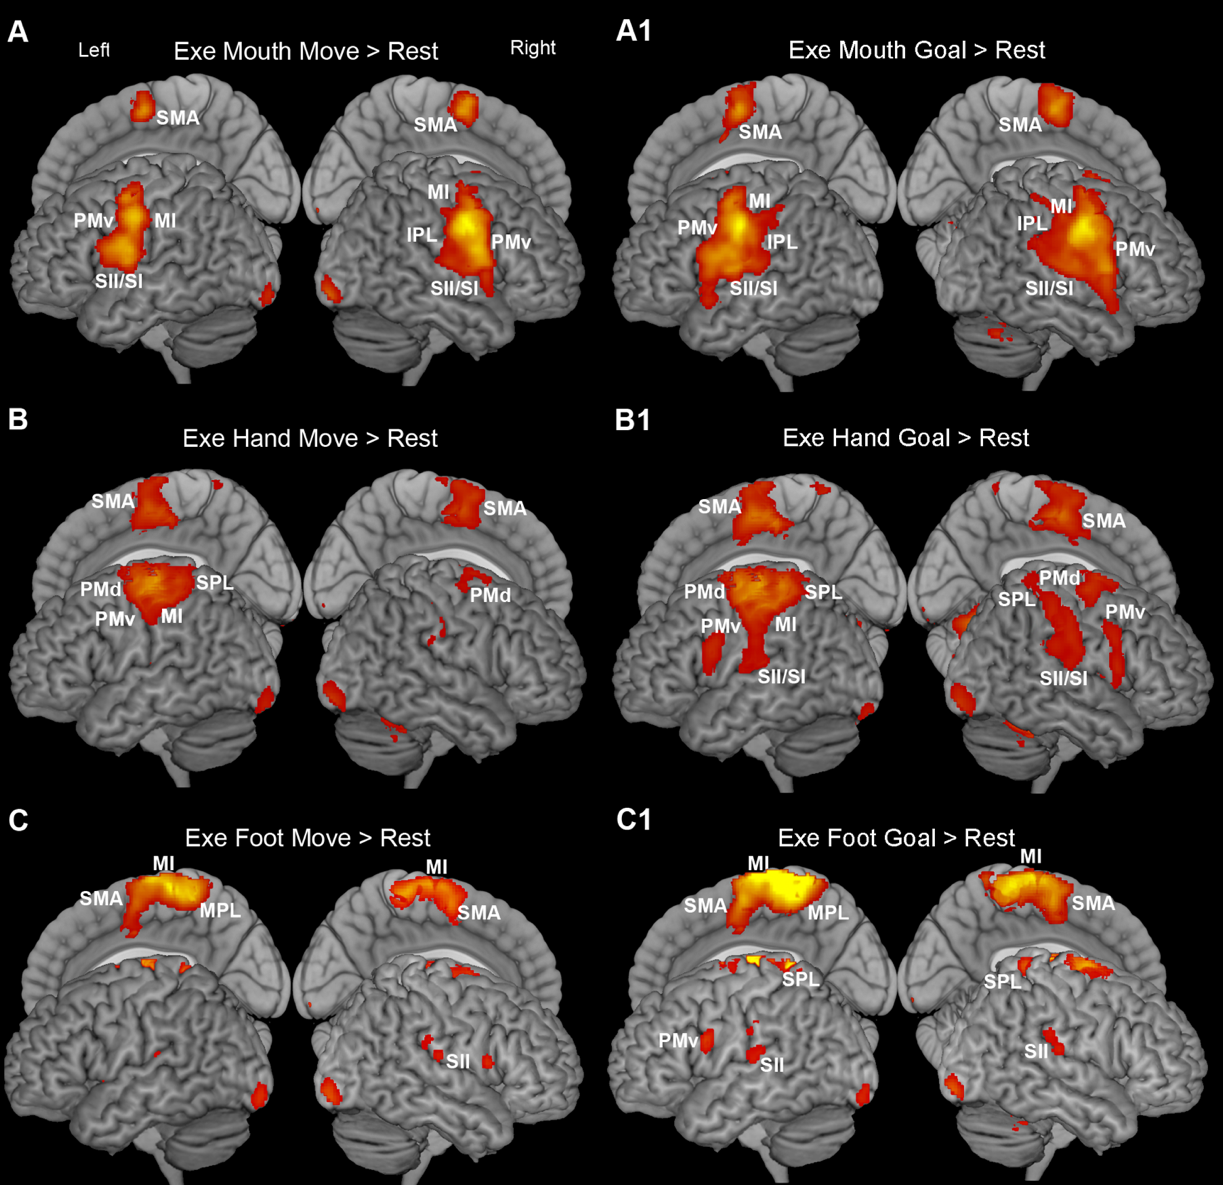 A
Left
Exe Mouth Move > Rest
Right
SMA
SMA
PMv
MI
SII/SI
MI
IPL
PMv
SII/SI
A1
Exe Mouth Goal > Rest
SMA
SMA
PMv
MI
IPL
SII/SI
MI
IPL
PMv
SII/SI
B
Exe Hand Move > Rest
SMA
SMA
PMd
SPL
PMv
MI
PMd
B1
Exe Hand Goal > Rest
SMA
SMA
PMd
SPL
PMv
MI
SII/SI
PMd
SPL
PMv
SII/SI
C
Exe Foot Move > Rest
MI
SMA
MPL
MI
SMA
SII
C1
Exe Foot Goal > Rest
MI
SMA
MPL
MI
SMA
SPL
PMv
SII
SPL
SII